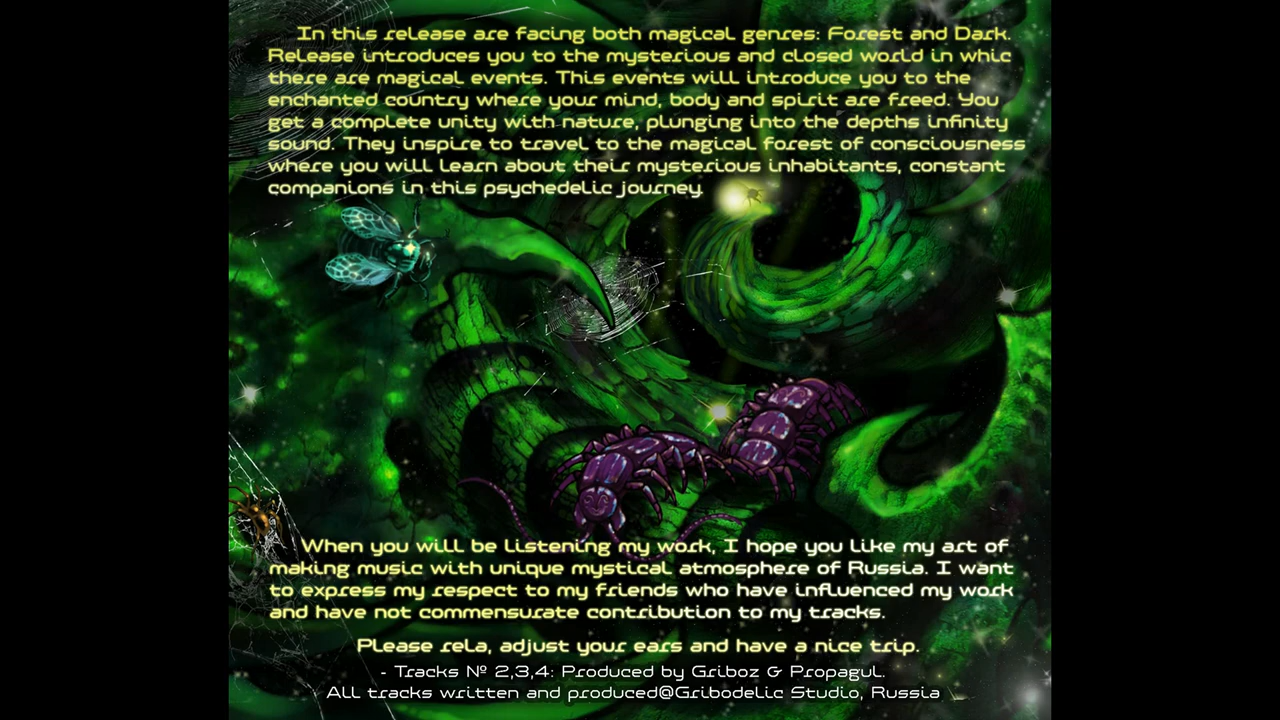 In this release are facing both magical genres: Forest and Dark.
Release introduces you to the mysterious and closed world in whic
there are magical events. This events will introduce you to the
enchanted country where your mind, body and spirit are freed. You
get a complete unity with nature, plunging into the depths infinity
sound. They inspire to travel to the magical forest of consciousness
where you will learn about their mysterious inhabitants, constant
companions in this psychedelic journey.
When you will be listening my work, I hope you like my art of
making music with unique mystical atmosphere of Russia. I want
to express my respect to my friends who have influenced my work
and have not commensurate contribution to my tracks.
Please rela, adjust your ears and have a nice trip.
- Tracks № 2,3,4: Produced by Griboz & Propagul.
All tracks written and produced@Gribodelic Studio, Russia